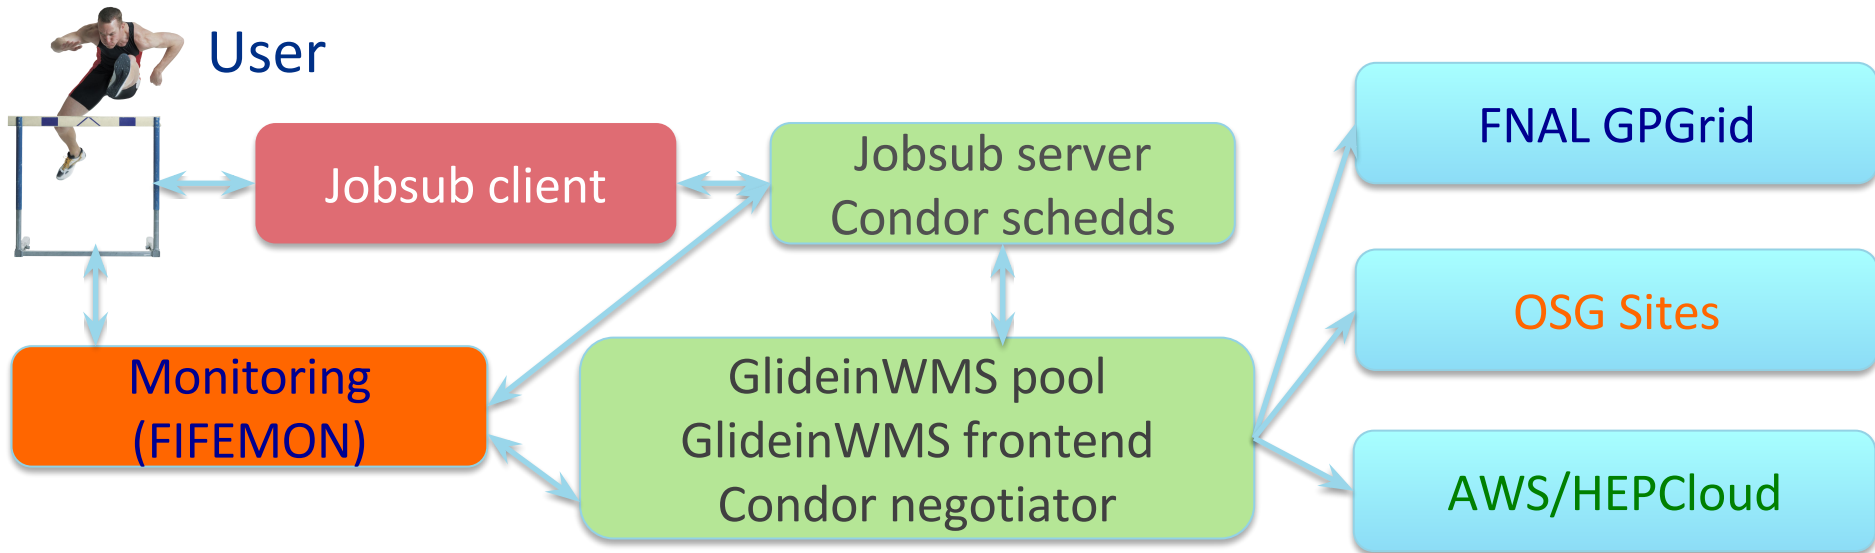 User
Jobsub client
Jobsub server
Condor schedds
FNAL GPGrid
OSG Sites
AWS/HEPCloud
Monitoring
(FIFEMON)
GlideinWMS pool
GlideinWMS frontend
Condor negotiator